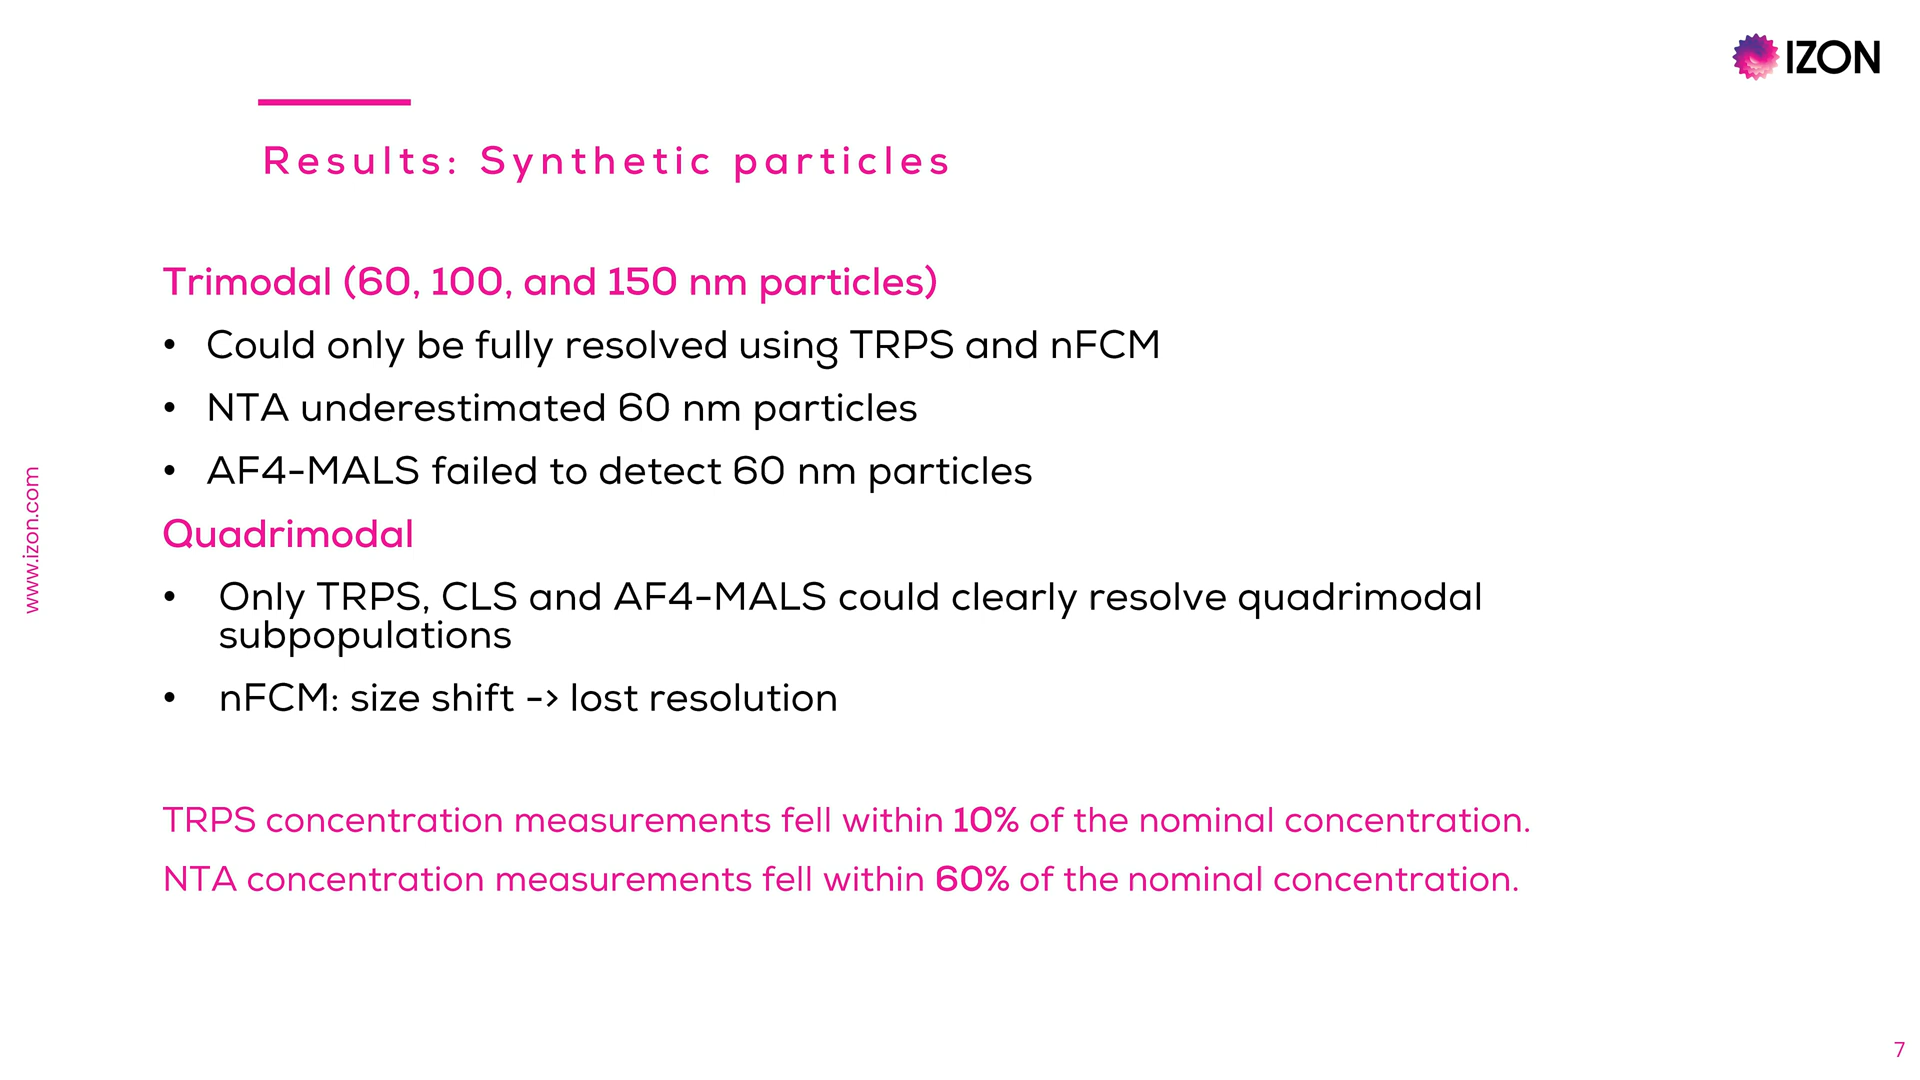 IZON
Results: Synthetic particles
Trimodal (60, 100, and 150 nm particles)
• Could only be fully resolved using TRPS and nFCM
• NTA underestimated 60 nm particles
• AF4-MALS failed to detect 60 nm particles
Quadrimodal
• Only TRPS, CLS and AF4-MALS could clearly resolve quadrimodal
subpopulations
• nFCM: size shift -> lost resolution
TRPS concentration measurements fell within 10% of the nominal concentration.
NTA concentration measurements fell within 60% of the nominal concentration.
www.izon.com
7